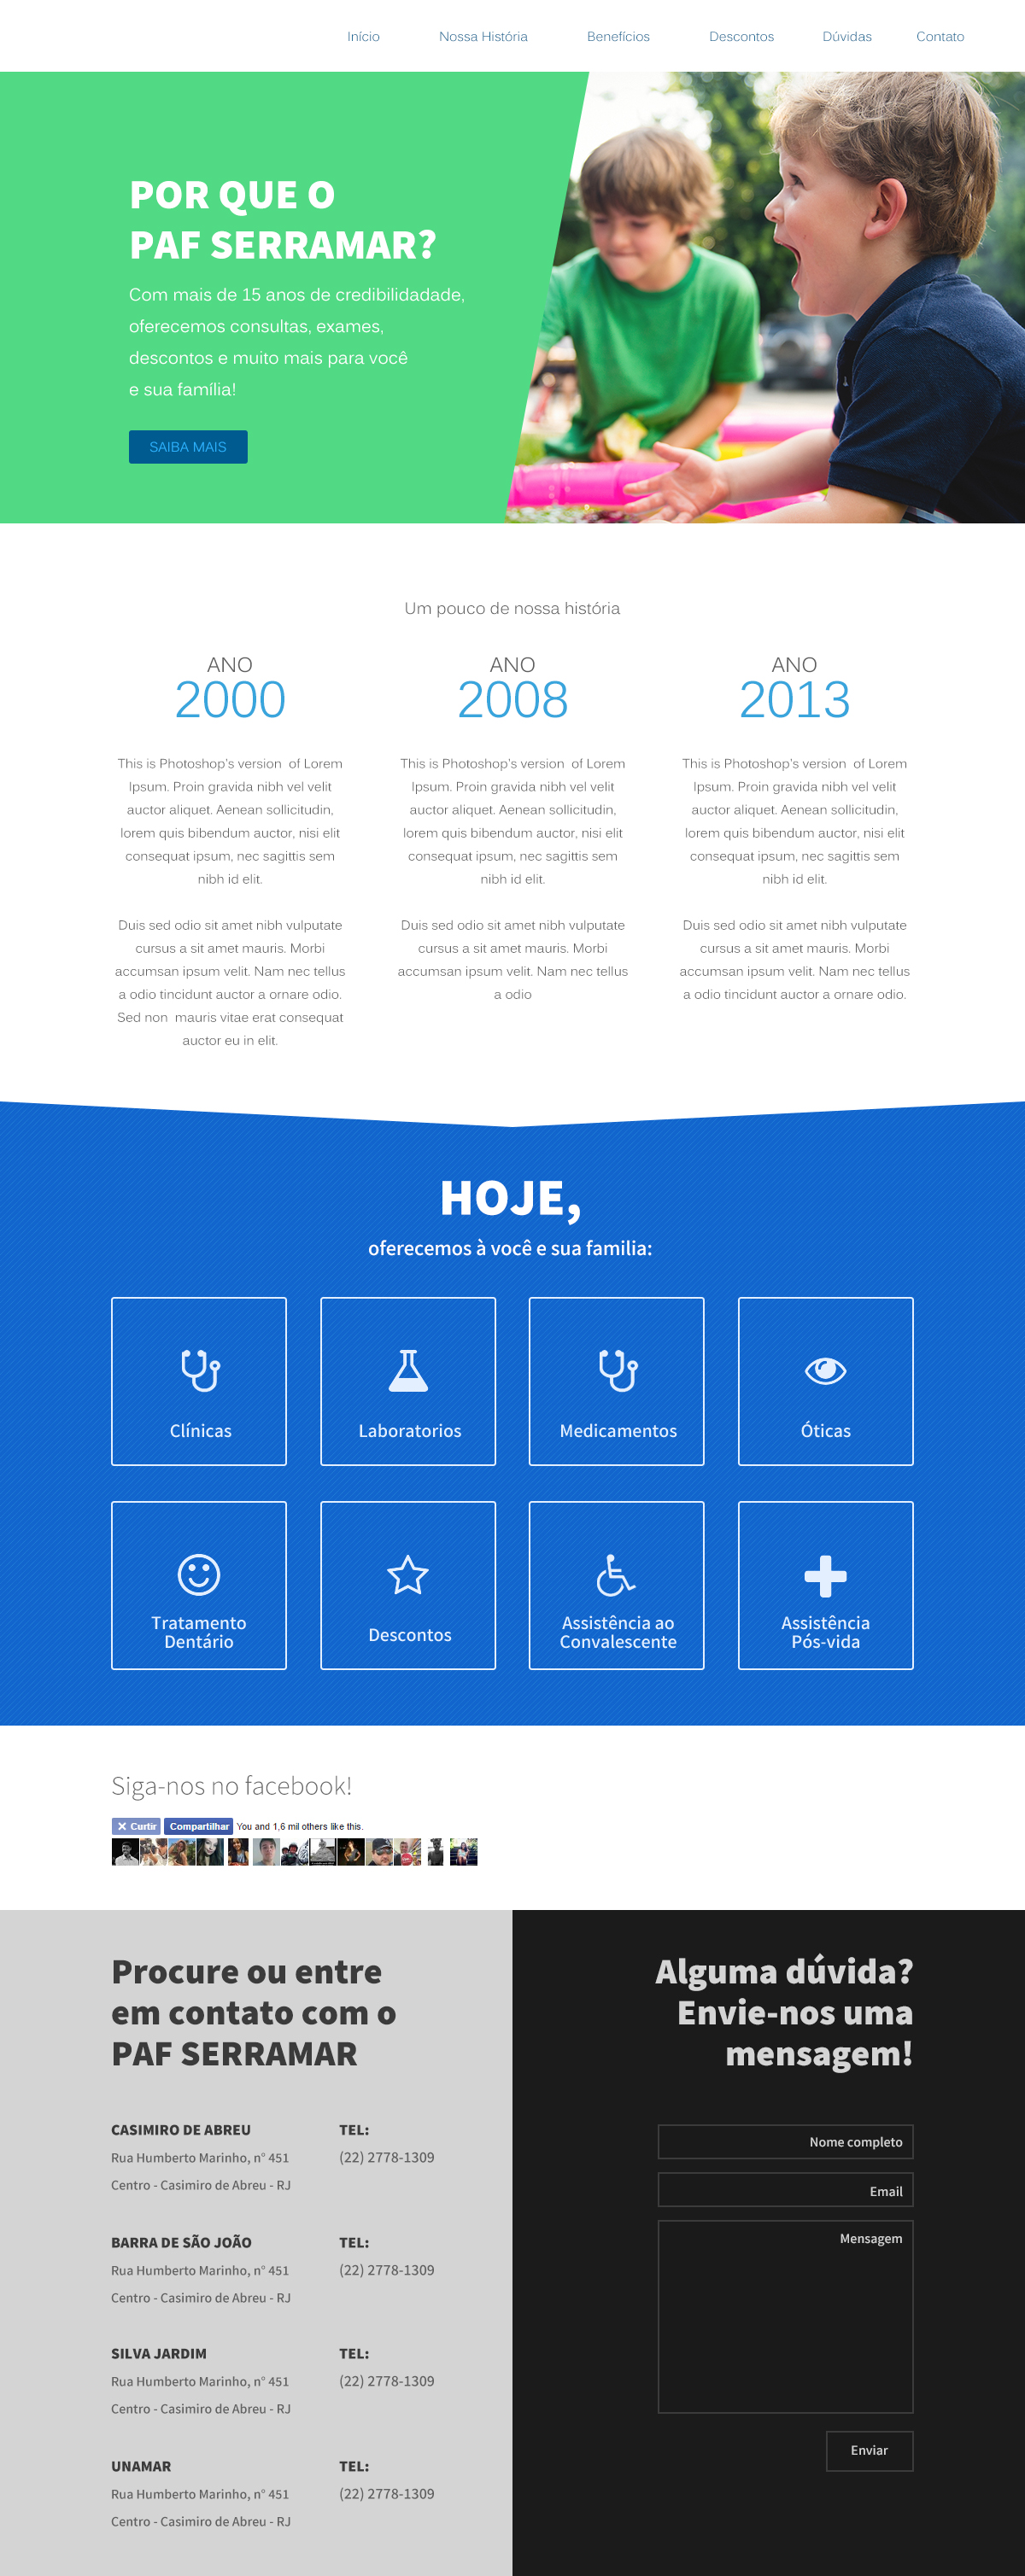 Início Nossa História Benefícios Descontos Dúvidas Contato
POR QUE O
PAF SERRAMAR?
Com mais de 15 anos de credibilidadade,
oferecemos consultas, exames,
descontos e muito mais para você
e sua família!
SAIBA MAIS
Um pouco de nossa história
ANO
2000
This is Photoshop's version of Lorem
Ipsum. Proin gravida nibh vel velit
auctor aliquet. Aenean sollicitudin,
lorem quis bibendum auctor, nisi elit
consequat ipsum, nec sagittis sem
nibh id elit.
Duis sed odio sit amet nibh vulputate
cursus a sit amet mauris. Morbi
accumsan ipsum velit. Nam nec tellus
a odio tincidunt auctor a ornare odio.
Sed non mauris vitae erat consequat
auctor eu in elit.
ANO
2008
This is Photoshop's version of Lorem
Ipsum. Proin gravida nibh vel velit
auctor aliquet. Aenean sollicitudin,
lorem quis bibendum auctor, nisi elit
consequat ipsum, nec sagittis sem
nibh id elit.
Duis sed odio sit amet nibh vulputate
cursus a sit amet mauris. Morbi
accumsan ipsum velit. Nam nec tellus
a odio
ANO
2013
This is Photoshop's version of Lorem
Ipsum. Proin gravida nibh vel velit
auctor aliquet. Aenean sollicitudin,
lorem quis bibendum auctor, nisi elit
consequat ipsum, nec sagittis sem
nibh id elit.
Duis sed odio sit amet nibh vulputate
cursus a sit amet mauris. Morbi
accumsan ipsum velit. Nam nec tellus
a odio tincidunt auctor a ornare odio.
HOJE,
oferecemos à você e sua familia:
Clínicas
Laboratorios
Medicamentos
Óticas
Tratamento
Dentário
Descontos
Assistência ao
Convalescente
Assistência
Pós-vida
Siga-nos no facebook!
Curtir Compartilhar You and 1,6 mil others like this.
Procure ou entre
em contato com o
PAF SERRAMAR
CASIMIRO DE ABREU
Rua Humberto Marinho, n° 451
Centro - Casimiro de Abreu - RJ
TEL:
(22) 2778-1309
BARRA DE SÃO JOÃO
Rua Humberto Marinho, n° 451
Centro - Casimiro de Abreu - RJ
TEL:
(22) 2778-1309
SILVA JARDIM
Rua Humberto Marinho, n° 451
Centro - Casimiro de Abreu - RJ
TEL:
(22) 2778-1309
UNAMAR
Rua Humberto Marinho, n° 451
Centro - Casimiro de Abreu - RJ
TEL:
(22) 2778-1309
Alguma dúvida?
Envie-nos uma
mensagem!
Nome completo
Email
Mensagem
Enviar